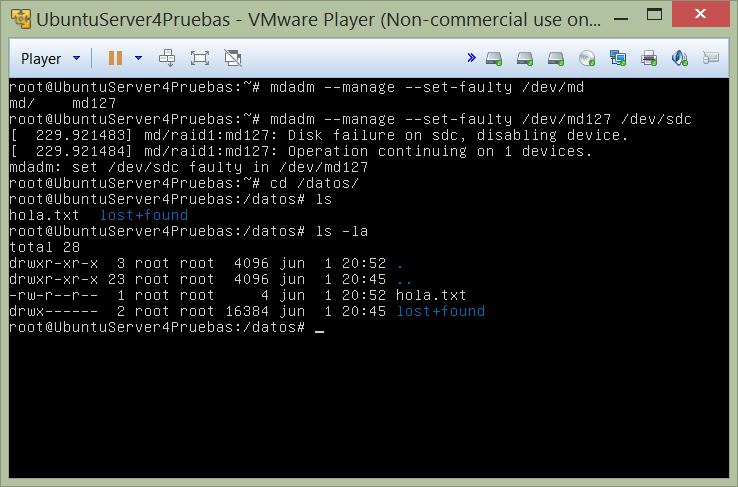 UbuntuServer4Pruebas - VMware Player (Non-commercial use on...
Player
root@UbuntuServer4Pruebas:~# mdadm --manage --set-faulty /dev/md
md/     md127
root@UbuntuServer4Pruebas:~# mdadm --manage --set-faulty /dev/md127 /dev/sdc
[  229.921483] md/raid1:md127: Disk failure on sdc, disabling device.
[  229.921484] md/raid1:md127: Operation continuing on 1 devices.
mdadm: set /dev/sdc faulty in /dev/md127
root@UbuntuServer4Pruebas:~# cd /datos/
root@UbuntuServer4Pruebas:/datos# ls
hola.txt  lost+found
root@UbuntuServer4Pruebas:/datos# ls -la
total 28
drwxr-xr-x  3 root root  4096 jun  1 20:52 .
drwxr-xr-x 23 root root  4096 jun  1 20:45 ..
-rw-r--r--  1 root root     4 jun  1 20:52 hola.txt
drwx------  2 root root 16384 jun  1 20:45 lost+found
root@UbuntuServer4Pruebas:/datos# _